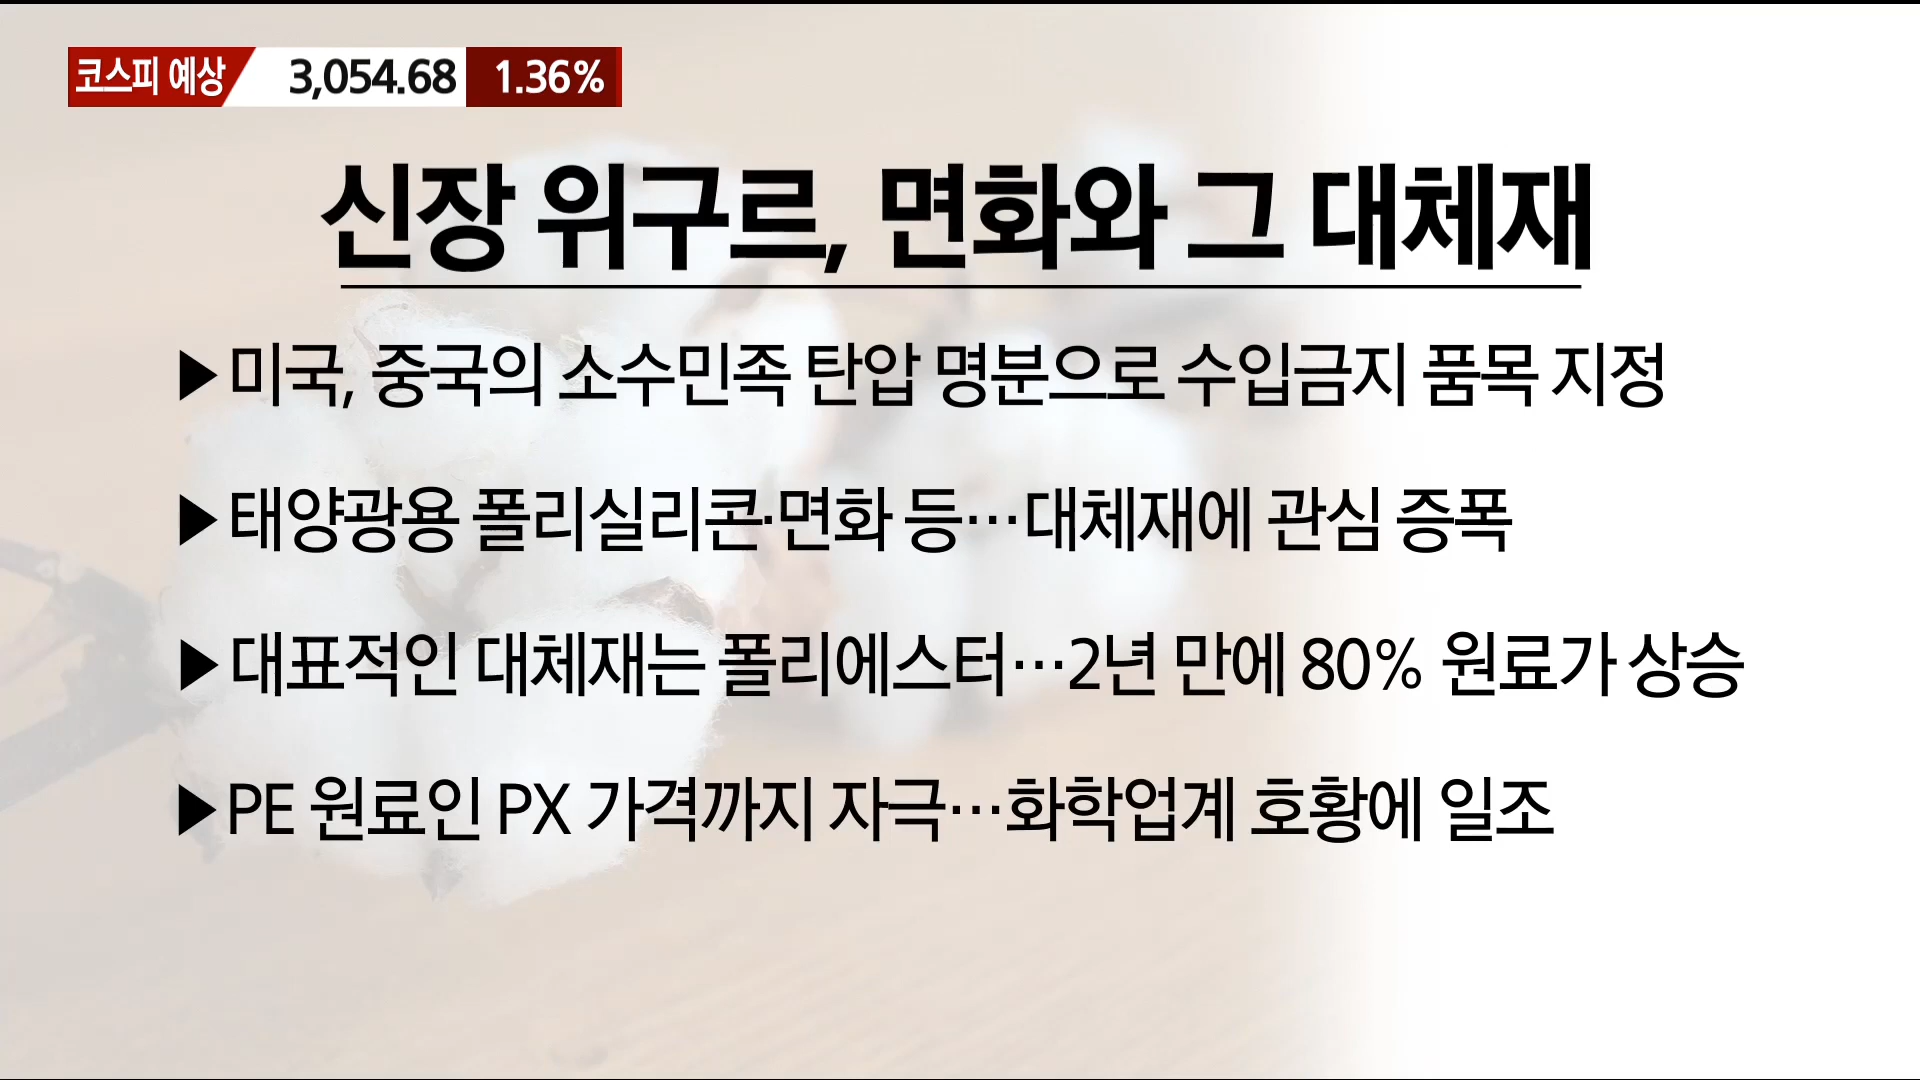 코스피 예상 3,054.68 1.36%
신장 위구르, 면화와 그 대체재
▶미국, 중국의 소수민족 탄압 명분으로 수입금지 품목 지정
▶태양광용 폴리실리콘·면화 등…대체재에 관심 증폭
▶대표적인 대체재는 폴리에스터…2년 만에 80% 원료가 상승
▶PE 원료인 PX 가격까지 자극…화학업계 호황에 일조